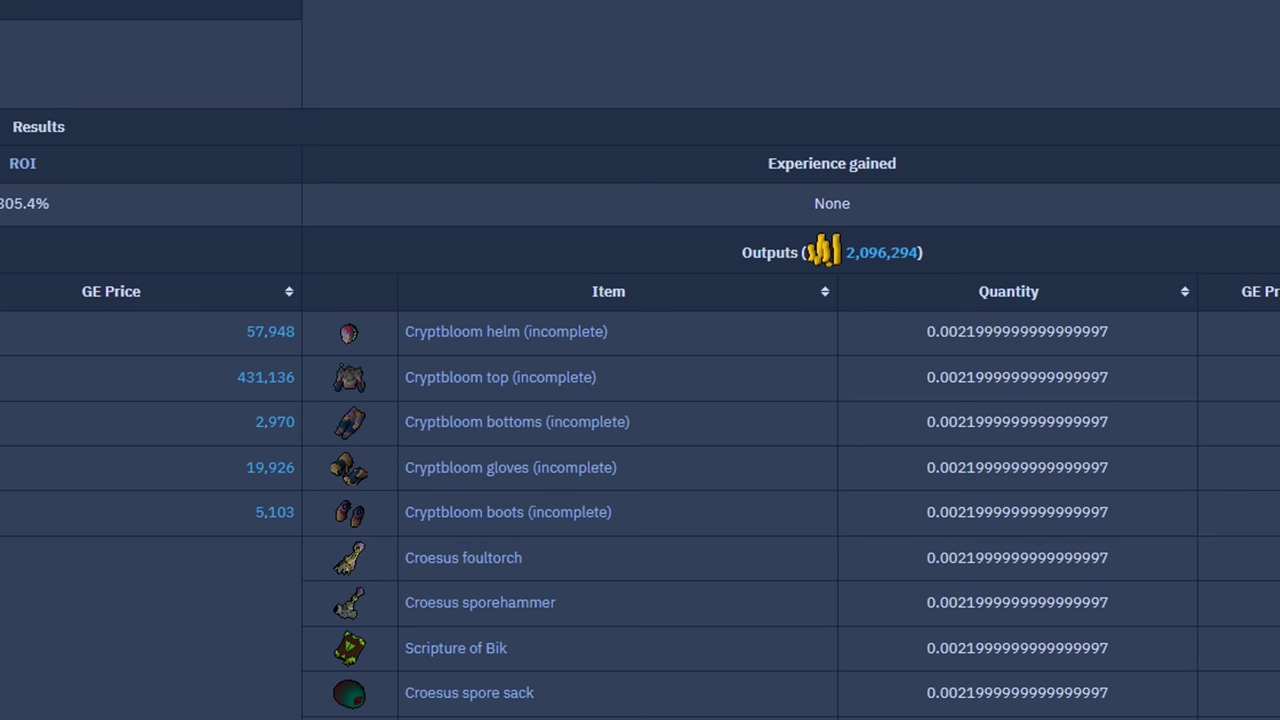 Results
ROI Experience gained
305.4% None
Outputs ( 2,096,294)
GE Price Item Quantity GE Pr
57,948 Cryptbloom helm (incomplete) 0.0021999999999999997
431,136 Cryptbloom top (incomplete) 0.0021999999999999997
2,970 Cryptbloom bottoms (incomplete) 0.0021999999999999997
19,926 Cryptbloom gloves (incomplete) 0.0021999999999999997
5,103 Cryptbloom boots (incomplete) 0.0021999999999999997
Croesus foultorch 0.0021999999999999997
Croesus sporehammer 0.0021999999999999997
Scripture of Bik 0.0021999999999999997
Croesus spore sack 0.0021999999999999997